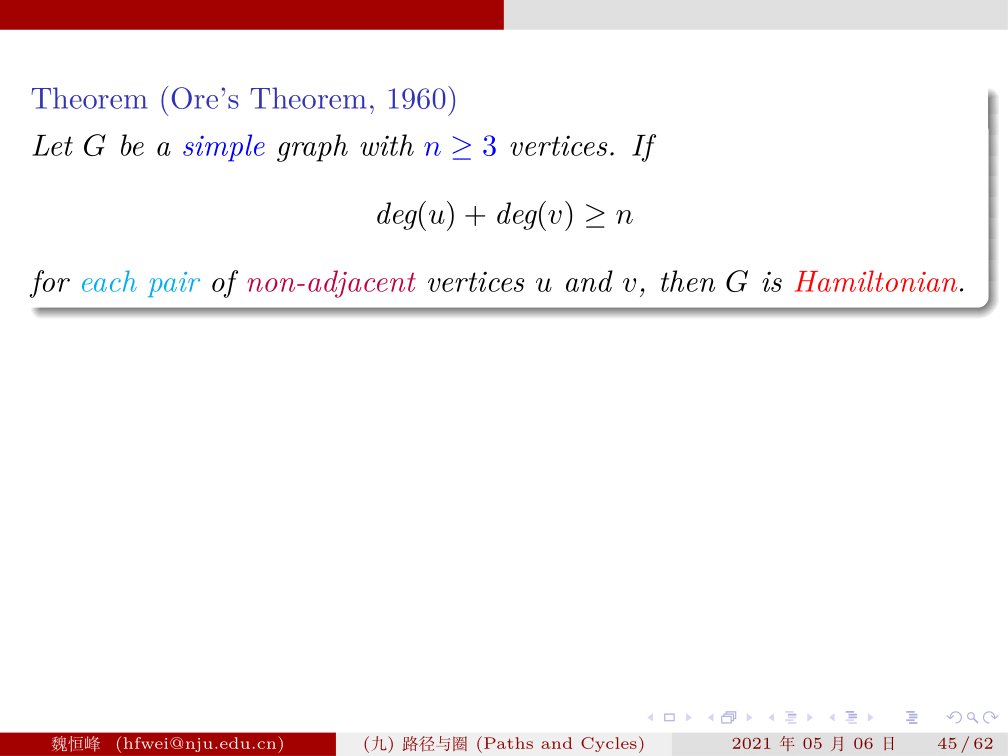 Theorem (Ore's Theorem, 1960)
Let G be a simple graph with n ≥ 3 vertices. If
deg(u) + deg(v) ≥ n
for each pair of non-adjacent vertices u and v, then G is Hamiltonian.
魏恒峰 (hfwei@nju.edu.cn) (九) 路径与圈 (Paths and Cycles) 2021 年 05 月 06 日 45 / 62